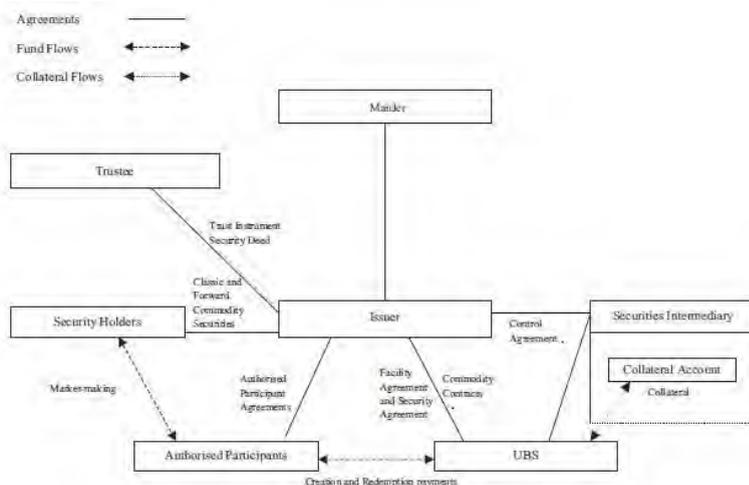 Agreements
Fund Flows
Collateral Flows
Manler
Trustee
Trust Instrument
Security Deed
Classic and
Forward
Commodity
Securities
Security Holders
Issuer
Control
Agreement
Securities Intermediary
Collateral Account
Collateral
Market-making
Authorised
Participant
Agreements
Facility
Agreement
and Security
Agreement
Commodity
Contracts
Authorised Participants
UBS
Creation and Redemption payments